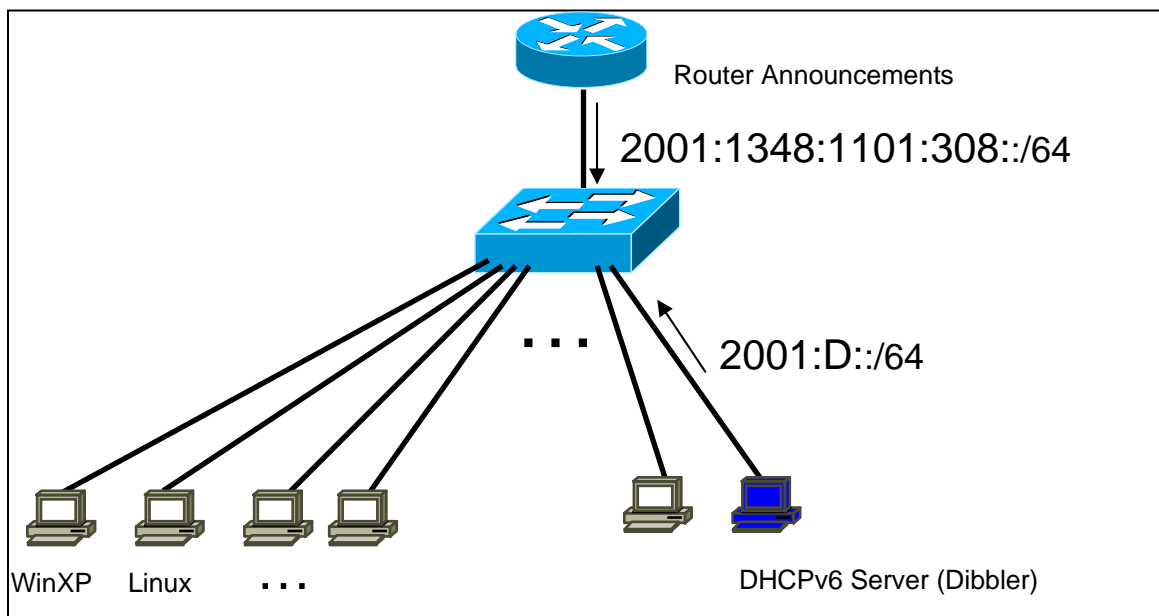 Router Announcements
2001:1348:1101:308::/64
. . .
2001:D::/64
WinXP Linux . . .
DHCPv6 Server (Dibbler)